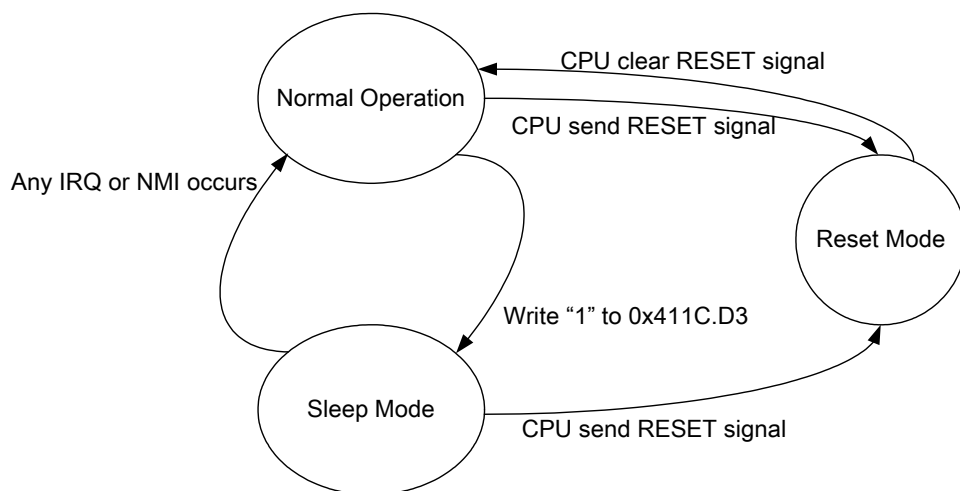 CPU clear RESET signal
Normal Operation
CPU send RESET signal
Any IRQ or NMI occurs
Reset Mode
Write “1” to 0x411C.D3
Sleep Mode
CPU send RESET signal